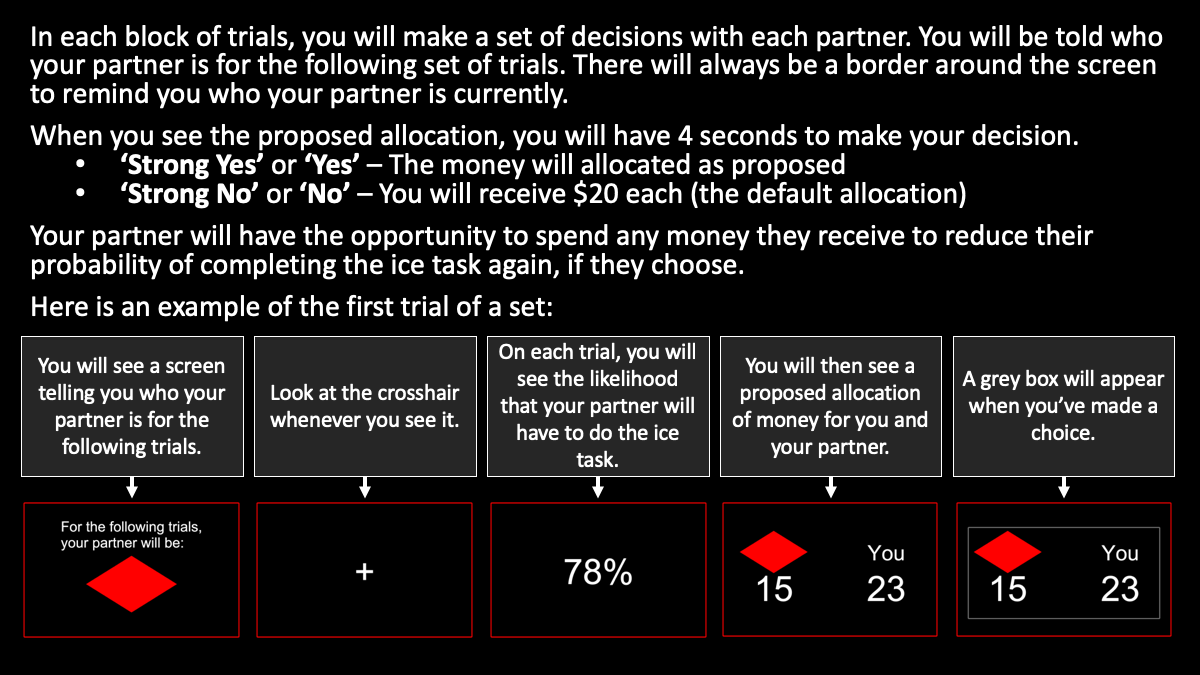 In each block of trials, you will make a set of decisions with each partner. You will be told who
your partner is for the following set of trials. There will always be a border around the screen
to remind you who your partner is currently.
When you see the proposed allocation, you will have 4 seconds to make your decision.
• ‘Strong Yes’ or ‘Yes’ – The money will allocated as proposed
• ‘Strong No’ or ‘No’ – You will receive $20 each (the default allocation)
Your partner will have the opportunity to spend any money they receive to reduce their
probability of completing the ice task again, if they choose.
Here is an example of the first trial of a set:
You will see a screen
telling you who your
partner is for the
following trials.
Look at the crosshair
whenever you see it.
On each trial, you will
see the likelihood
that your partner will
have to do the ice
task.
You will then see a
proposed allocation
of money for you and
your partner.
A grey box will appear
when you’ve made a
choice.
For the following trials,
your partner will be:
+
78%
You
15 23
You
15 23